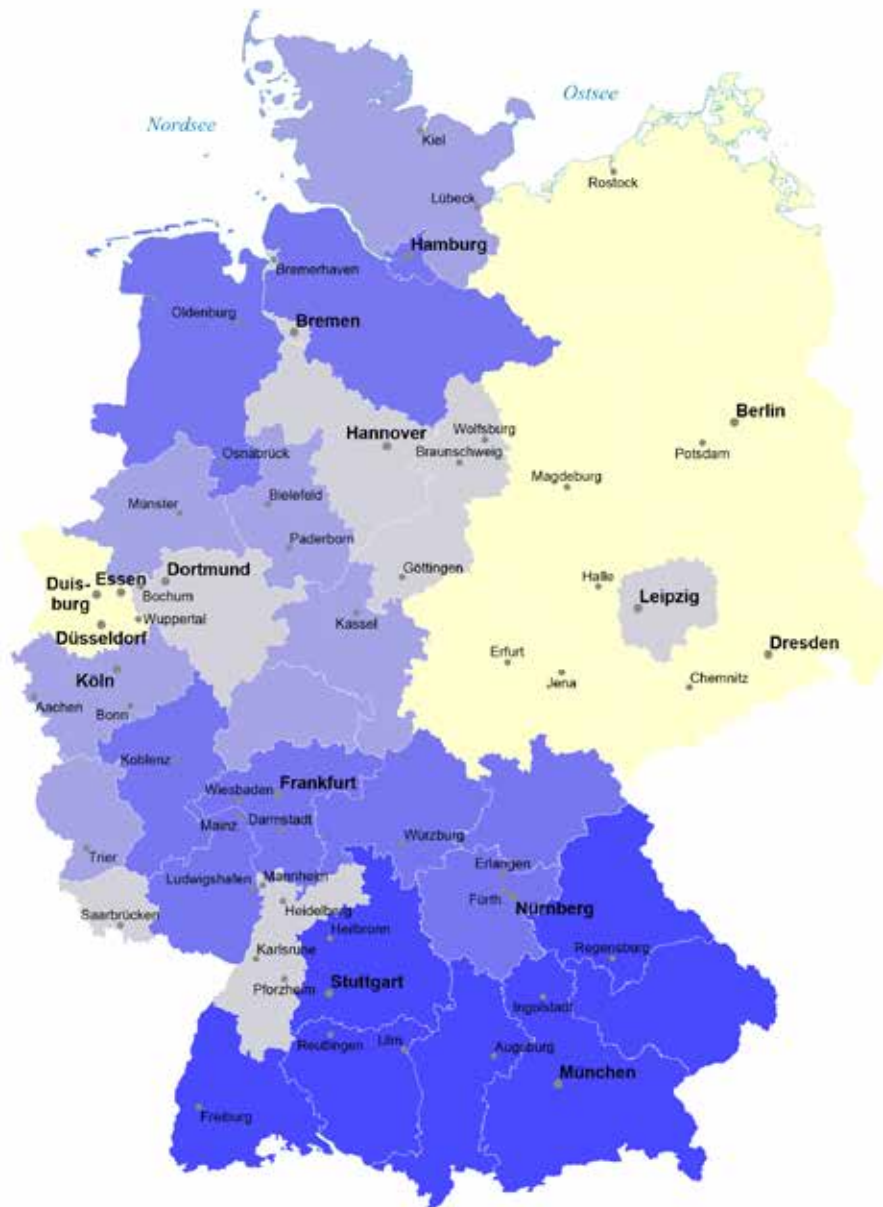 Ostsee
Nordsee
Kiel
Rostock
Lübeck
Hamburg
Bremerhaven
Oldenburg
Bremen
Berlin
Wolfsburg
Hannover
Potsdam
Osnabrück
Braunschweig
Magdeburg
Bielefeld
Münster
Paderborn
Göttingen
Halle
Dortmund
Essen
Duis-
burg
Bochum
Leipzig
Wuppertal
Kassel
Düsseldorf
Dresden
Erfurt
Köln
Jena
Chemnitz
Aachen
Bonn
Koblenz
Frankfurt
Wiesbaden
Mainz
Darmstadt
Würzburg
Trier
Erlangen
Ludwigshafen
Mannheim
Fürth
Nürnberg
Heidelberg
Saarbrücken
Heilbronn
Karlsruhe
Regensburg
Pforzheim
Stuttgart
Ingolstadt
Reutlingen
Ulm
Augsburg
München
Freiburg